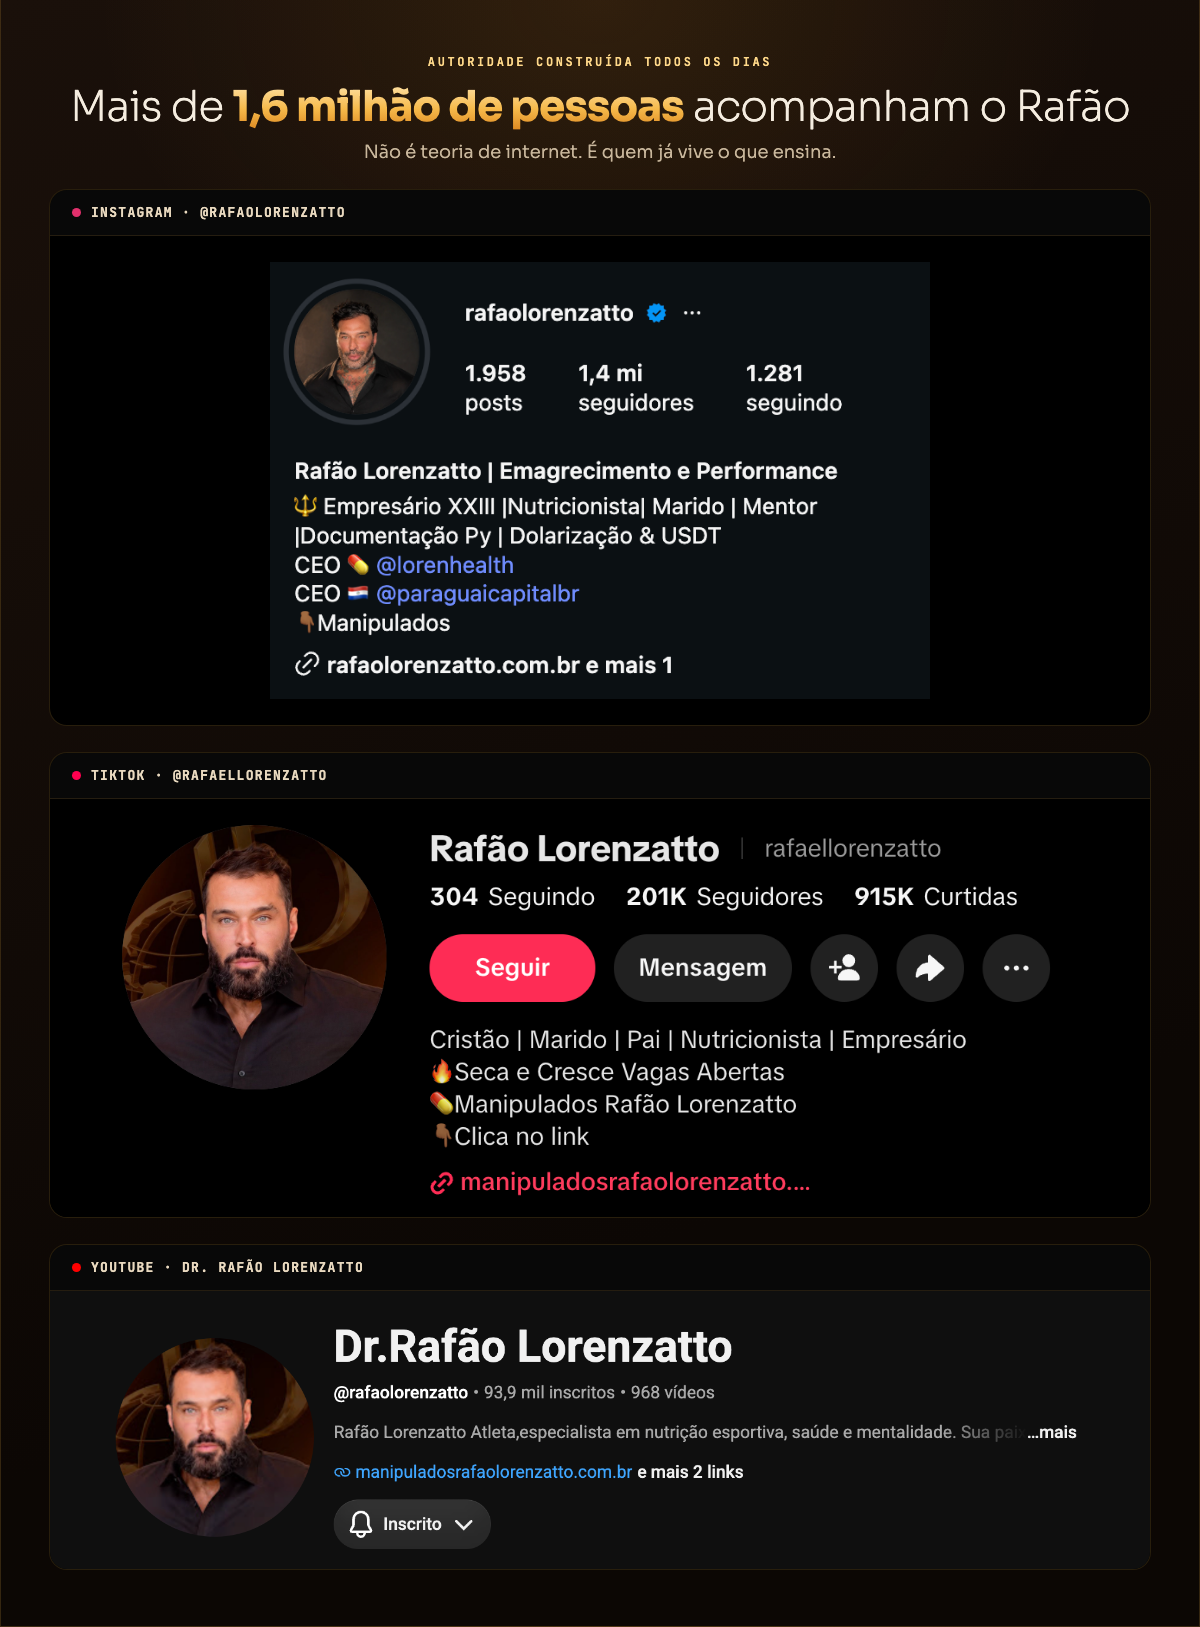 AUTORIDADE CONSTRUÍDA TODOS OS DIAS
Mais de 1,6 milhão de pessoas acompanham o Rafão
Não é teoria de internet. É quem já vive o que ensina.
INSTAGRAM · @RAFAOLORENZATTO
rafaolorenzatto ···
1.958 1,4 mi 1.281
posts seguidores seguindo
Rafão Lorenzatto | Emagrecimento e Performance
🔱 Empresário XXIII |Nutricionista| Marido | Mentor
|Documentação Py | Dolarização & USDT
CEO 💊 @lorenhealth
CEO 🇵🇾 @paraguaicapitalbr
👇🏾Manipulados
rafaolorenzatto.com.br e mais 1
TIKTOK · @RAFAELLORENZATTO
Rafão Lorenzatto | rafaellorenzatto
304 Seguindo 201K Seguidores 915K Curtidas
Seguir Mensagem ···
Cristão | Marido | Pai | Nutricionista | Empresário
🔥Seca e Cresce Vagas Abertas
💊Manipulados Rafão Lorenzatto
👇🏾Clica no link
manipuladosrafaolorenzatto....
YOUTUBE · DR. RAFÃO LORENZATTO
Dr.Rafão Lorenzatto
@rafaolorenzatto • 93,9 mil inscritos • 968 vídeos
Rafão Lorenzatto Atleta,especialista em nutrição esportiva, saúde e mentalidade. Sua paix ...mais
manipuladosrafaolorenzatto.com.br e mais 2 links
Inscrito